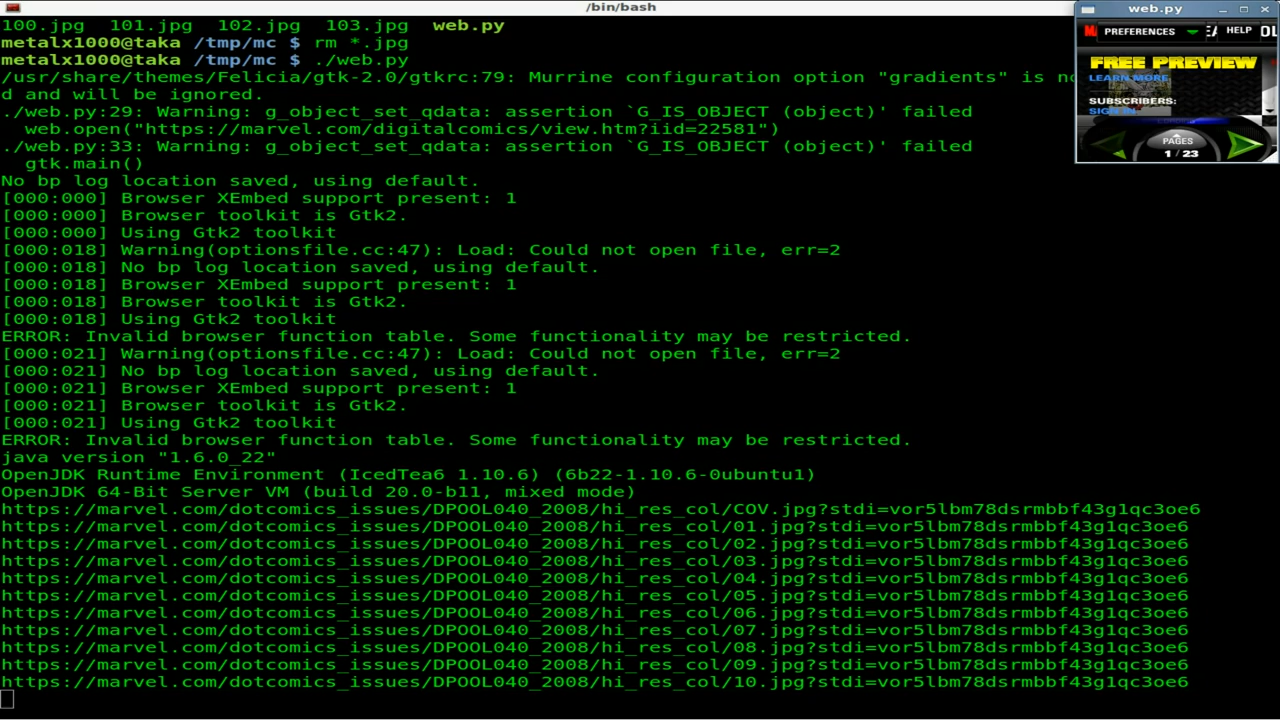 /bin/bash
100.jpg 101.jpg 102.jpg 103.jpg web.py
metalx1000@taka /tmp/mc $ rm *.jpg
metalx1000@taka /tmp/mc $ ./web.py
/usr/share/themes/Felicia/gtk-2.0/gtkrc:79: Murrine configuration option "gradients" is no
d and will be ignored.
./web.py:29: Warning: g_object_set_qdata: assertion `G_IS_OBJECT (object)' failed
web.open("https://marvel.com/digitalcomics/view.htm?iid=22581")
./web.py:33: Warning: g_object_set_qdata: assertion `G_IS_OBJECT (object)' failed
gtk.main()
No bp log location saved, using default.
[000:000] Browser XEmbed support present: 1
[000:000] Browser toolkit is Gtk2.
[000:000] Using Gtk2 toolkit
[000:018] Warning(optionsfile.cc:47): Load: Could not open file, err=2
[000:018] No bp log location saved, using default.
[000:018] Browser XEmbed support present: 1
[000:018] Browser toolkit is Gtk2.
[000:018] Using Gtk2 toolkit
ERROR: Invalid browser function table. Some functionality may be restricted.
[000:021] Warning(optionsfile.cc:47): Load: Could not open file, err=2
[000:021] No bp log location saved, using default.
[000:021] Browser XEmbed support present: 1
[000:021] Browser toolkit is Gtk2.
[000:021] Using Gtk2 toolkit
ERROR: Invalid browser function table. Some functionality may be restricted.
java version "1.6.0_22"
OpenJDK Runtime Environment (IcedTea6 1.10.6) (6b22-1.10.6-0ubuntu1)
OpenJDK 64-Bit Server VM (build 20.0-b11, mixed mode)
https://marvel.com/dotcomics_issues/DPOOL040_2008/hi_res_col/COV.jpg?stdi=vor5lbm78dsrmbbf43g1qc3oe6
https://marvel.com/dotcomics_issues/DPOOL040_2008/hi_res_col/01.jpg?stdi=vor5lbm78dsrmbbf43g1qc3oe6
https://marvel.com/dotcomics_issues/DPOOL040_2008/hi_res_col/02.jpg?stdi=vor5lbm78dsrmbbf43g1qc3oe6
https://marvel.com/dotcomics_issues/DPOOL040_2008/hi_res_col/03.jpg?stdi=vor5lbm78dsrmbbf43g1qc3oe6
https://marvel.com/dotcomics_issues/DPOOL040_2008/hi_res_col/04.jpg?stdi=vor5lbm78dsrmbbf43g1qc3oe6
https://marvel.com/dotcomics_issues/DPOOL040_2008/hi_res_col/05.jpg?stdi=vor5lbm78dsrmbbf43g1qc3oe6
https://marvel.com/dotcomics_issues/DPOOL040_2008/hi_res_col/06.jpg?stdi=vor5lbm78dsrmbbf43g1qc3oe6
https://marvel.com/dotcomics_issues/DPOOL040_2008/hi_res_col/07.jpg?stdi=vor5lbm78dsrmbbf43g1qc3oe6
https://marvel.com/dotcomics_issues/DPOOL040_2008/hi_res_col/08.jpg?stdi=vor5lbm78dsrmbbf43g1qc3oe6
https://marvel.com/dotcomics_issues/DPOOL040_2008/hi_res_col/09.jpg?stdi=vor5lbm78dsrmbbf43g1qc3oe6
https://marvel.com/dotcomics_issues/DPOOL040_2008/hi_res_col/10.jpg?stdi=vor5lbm78dsrmbbf43g1qc3oe6
web.py
PREFERENCES HELP
FREE PREVIEW
LEARN MORE
SUBSCRIBERS:
SIGN IN
PAGES
1/23